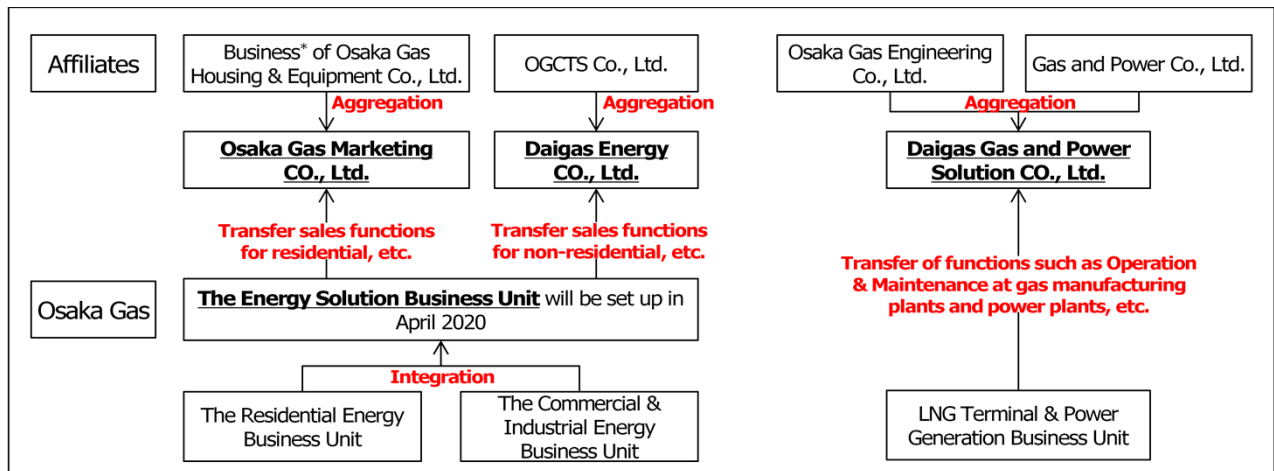 Affiliates
Business* of Osaka Gas
Housing & Equipment Co., Ltd.
OGCTS Co., Ltd.
Osaka Gas Engineering
Co., Ltd.
Gas and Power Co., Ltd.
Aggregation
Aggregation
Aggregation
Osaka Gas Marketing
CO., Ltd.
Daigas Energy
CO., Ltd.
Daigas Gas and Power
Solution CO., Ltd.
Transfer sales functions
for residential, etc.
Transfer sales functions
for non-residential, etc.
Transfer of functions such as Operation
& Maintenance at gas manufacturing
plants and power plants, etc.
Osaka Gas
The Energy Solution Business Unit will be set up in
April 2020
Integration
The Residential Energy
Business Unit
The Commercial &
Industrial Energy
Business Unit
LNG Terminal & Power
Generation Business Unit